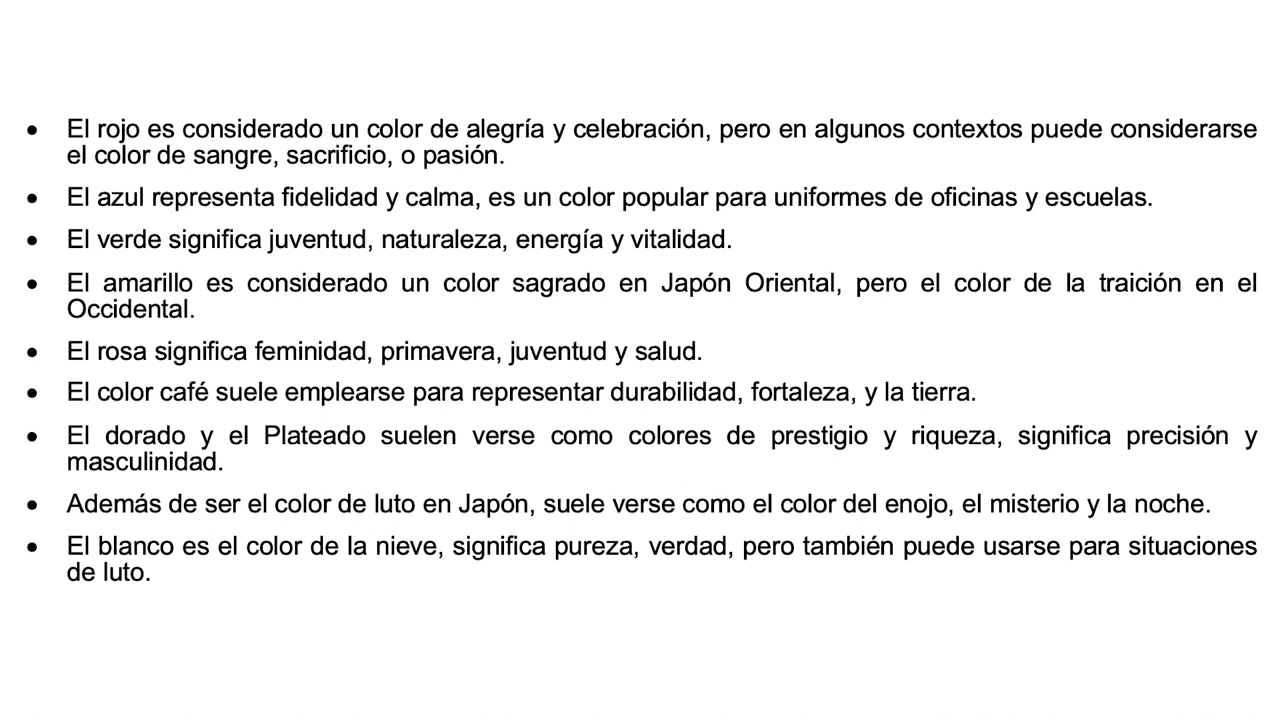 • El rojo es considerado un color de alegría y celebración, pero en algunos contextos puede considerarse
el color de sangre, sacrificio, o pasión.
• El azul representa fidelidad y calma, es un color popular para uniformes de oficinas y escuelas.
• El verde significa juventud, naturaleza, energía y vitalidad.
• El amarillo es considerado un color sagrado en Japón Oriental, pero el color de la traición en el
Occidental.
• El rosa significa feminidad, primavera, juventud y salud.
• El color café suele emplearse para representar durabilidad, fortaleza, y la tierra.
• El dorado y el Plateado suelen verse como colores de prestigio y riqueza, significa precisión y
masculinidad.
• Además de ser el color de luto en Japón, suele verse como el color del enojo, el misterio y la noche.
• El blanco es el color de la nieve, significa pureza, verdad, pero también puede usarse para situaciones
de luto.